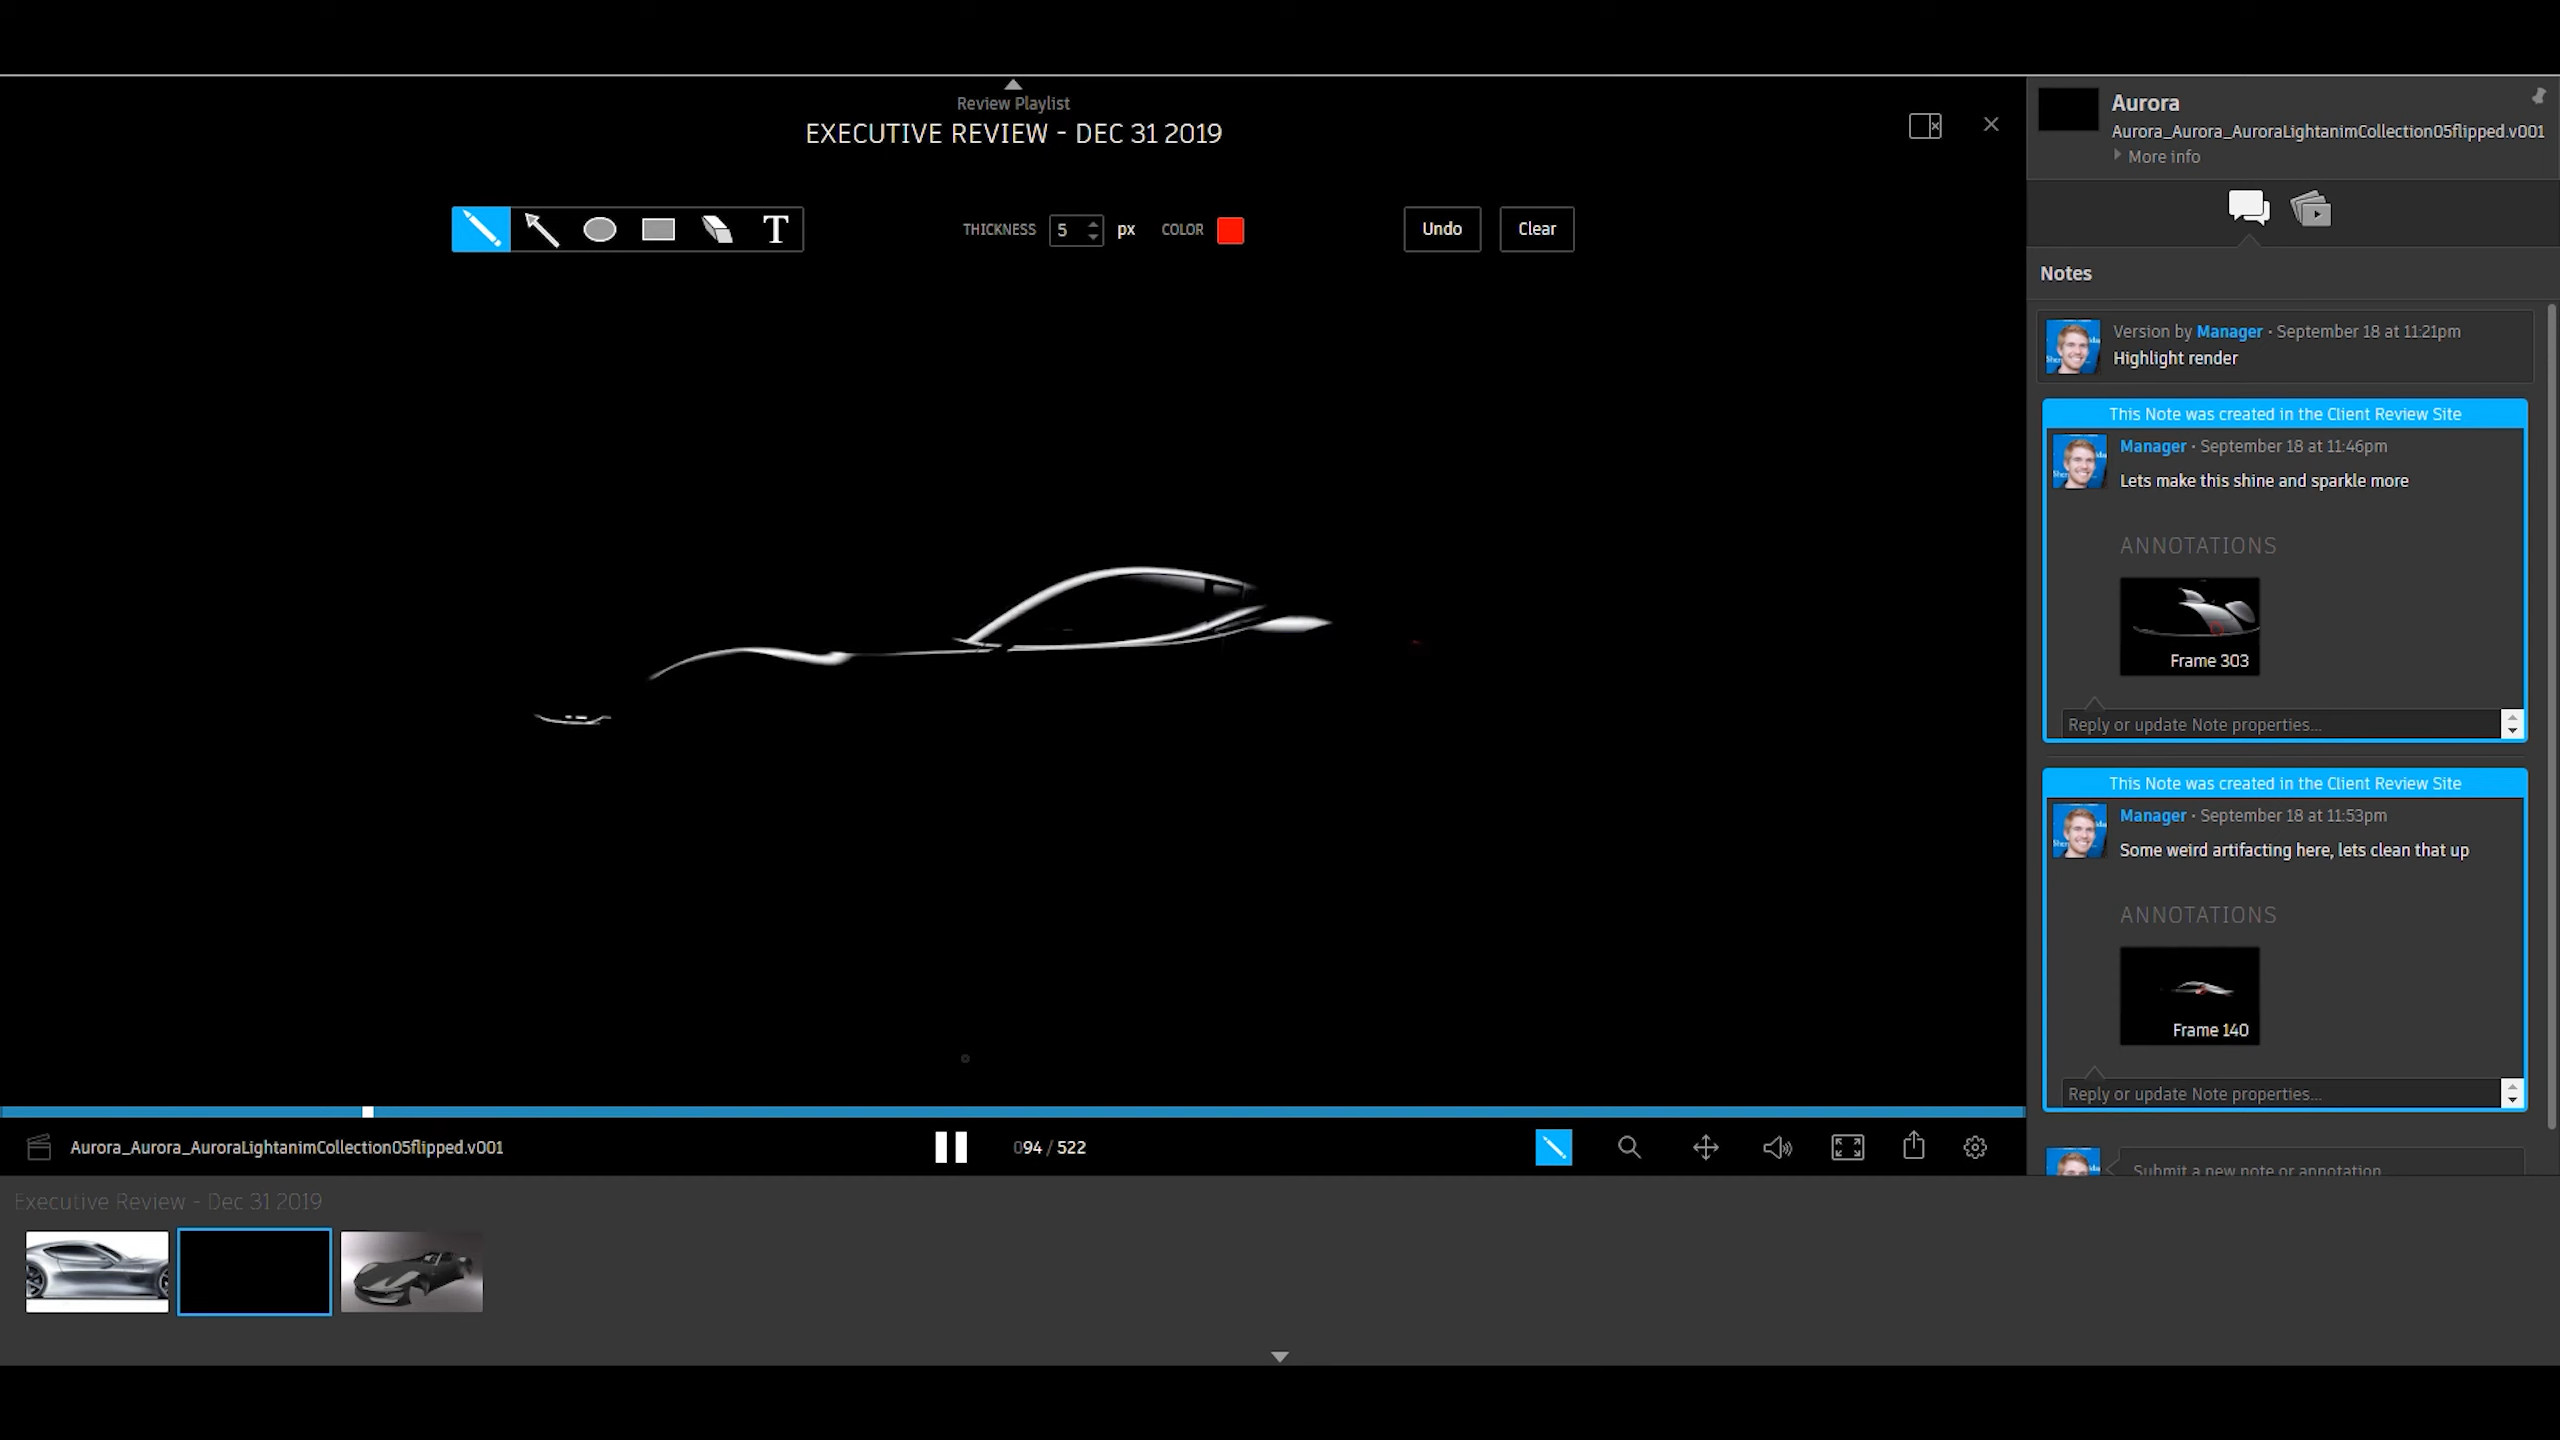 Review Playlist
EXECUTIVE REVIEW - DEC 31 2019
T
THICKNESS 5 px COLOR
Undo
Clear
Aurora_Aurora_AuroraLightanimCollection05flipped.v001
094 / 522
Executive Review - Dec 31 2019
Aurora
Aurora_Aurora_AuroraLightanimCollection05flipped.v001
More info
Notes
Version by Manager · September 18 at 11:21pm
Highlight render
This Note was created in the Client Review Site
Manager · September 18 at 11:46pm
Lets make this shine and sparkle more
ANNOTATIONS
Frame 303
Reply or update Note properties...
This Note was created in the Client Review Site
Manager · September 18 at 11:53pm
Some weird artifacting here, lets clean that up
ANNOTATIONS
Frame 140
Reply or update Note properties...
Submit a new note or annotation